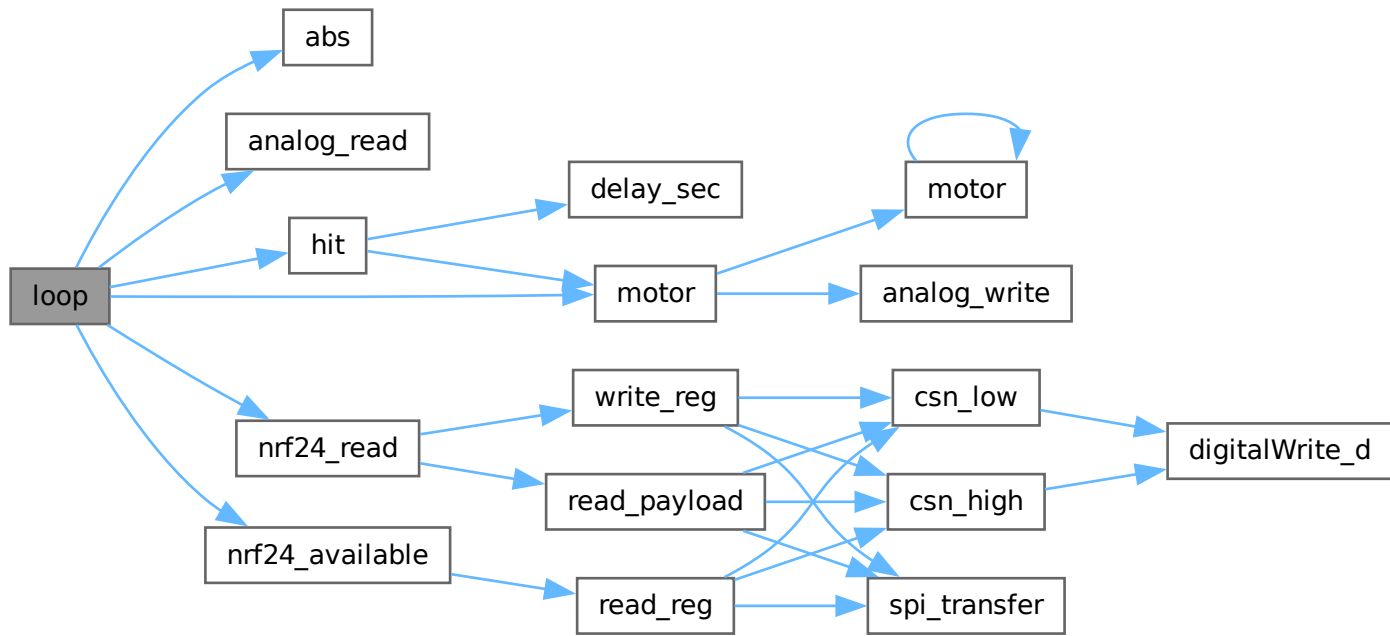 abs
analog_read
delay_sec
motor
hit
loop
motor
analog_write
write_reg
csn_low
nrf24_read
digitalWrite_d
read_payload
csn_high
nrf24_available
read_reg
spi_transfer